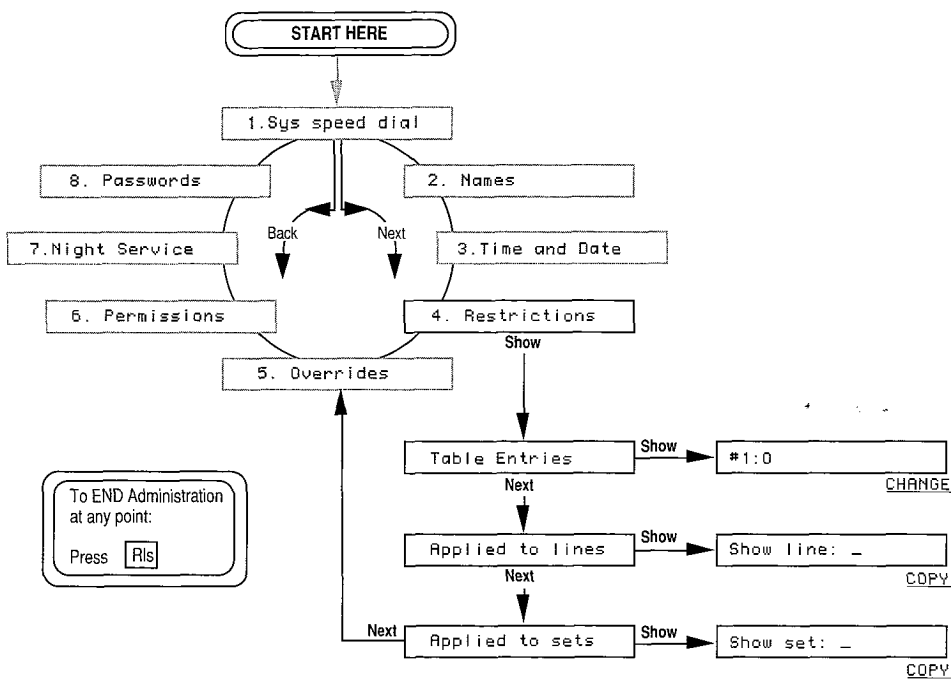 START HERE
1.Sys speed dial
8. Passwords
2. Names
Back
Next
7.Night Service
3.Time and Date
6. Permissions
4. Restrictions
Show
5. Overrides
Table Entries
Show
#1:0
CHANGE
Next
To END Administration
at any point:
Press Rls
Applied to lines
Show
Show line: _
COPY
Next
Next
Applied to sets
Show
Show set: _
COPY